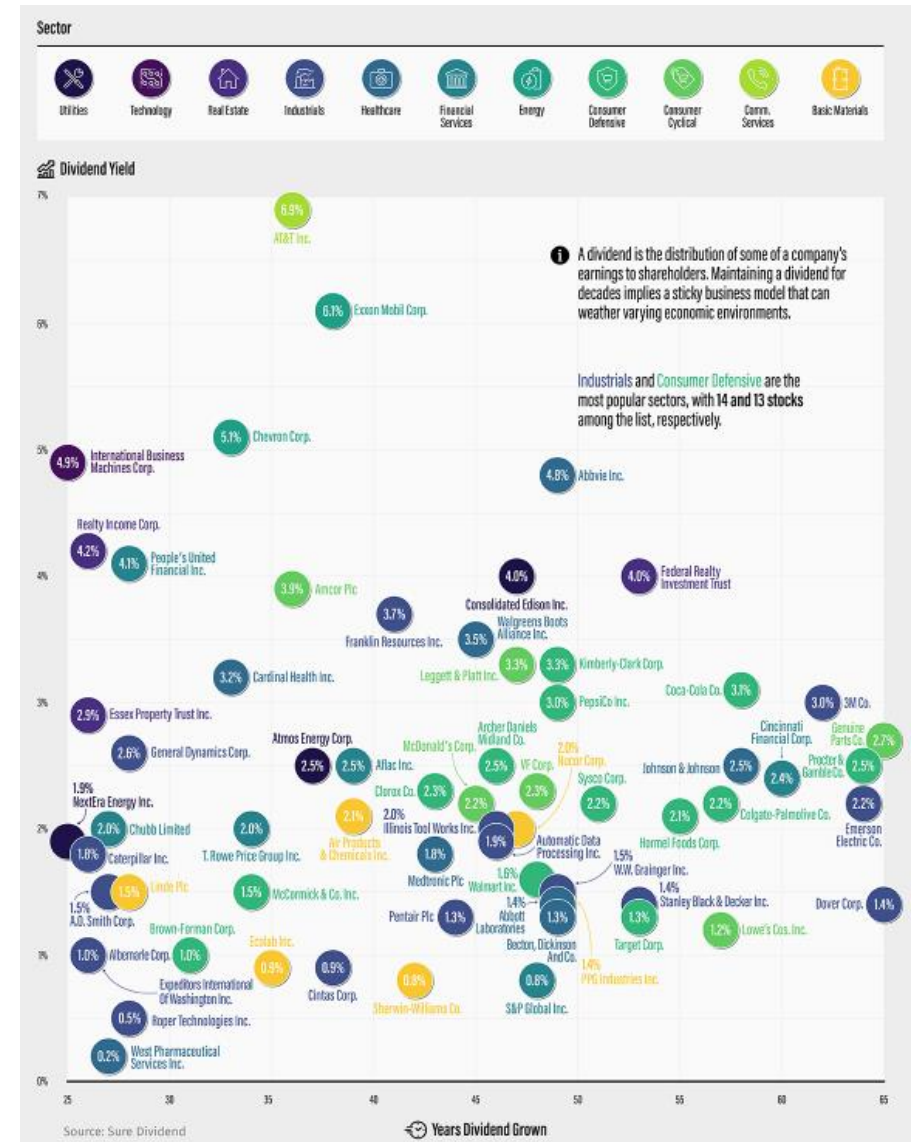 Sector
Utilities
Technology
Real Estate
Industrials
Healthcare
Financial
Services
Energy
Consumer
Defensive
Consumer
Cyclical
Comm.
Services
Basic Materials
Dividend Yield
7%
6.9%
AT&T Inc.
A dividend is the distribution of some of a company's
earnings to shareholders. Maintaining a dividend for
decades implies a sticky business model that can
weather varying economic environments.
6.1% Exxon Mobil Corp.
6%
Industrials and Consumer Defensive are the
most popular sectors, with 14 and 13 stocks
among the list, respectively.
5.1% Chevron Corp.
5%
4.9% International Business
Machines Corp.
4.8% Abbvie Inc.
Realty Income Corp.
4.2%
4.1% People's United
Financial Inc.
4%
3.9% Amcor Plc
4.0%
Consolidated Edison Inc.
4.0% Federal Realty
Investment Trust
3.7%
Franklin Resources Inc.
3.5% Walgreens Boots
Alliance Inc.
3.3%
Leggett & Platt Inc.
3.3% Kimberly-Clark Corp.
3.2% Cardinal Health Inc.
Coca-Cola Co. 3.1%
3%
3.0% PepsiCo Inc.
3.0% 3M Co.
2.9% Essex Property Trust Inc.
Genuine
Parts Co. 2.7%
2.6% General Dynamics Corp.
Atmos Energy Corp.
2.5%
2.5% Aflac Inc.
McDonald's Corp.
2.2%
Archer Daniels
Midland Co.
2.5%
2.0%
Nucor Corp.
VF Corp.
2.3%
Johnson & Johnson 2.5%
Cincinnati
Financial Corp.
2.4%
Procter &
Gamble Co. 2.5%
Clorox Co. 2.3%
Sysco Corp.
2.2%
2.2%
Colgate-Palmolive Co.
2.2%
Emerson
Electric Co.
2.1%
Hormel Foods Corp.
1.9%
NextEra Energy Inc.
2%
2.0% Chubb Limited
2.0%
T. Rowe Price Group Inc.
2.1%
Air Products
& Chemicals Inc.
2.0%
Illinois Tool Works Inc.
1.9%
Automatic Data
Processing Inc.
1.8%
Caterpillar Inc.
1.8%
Medtronic Plc
1.5%
W.W. Grainger Inc.
1.6%
Walmart Inc.
1.5%
A.O. Smith Corp.
1.5% Linde Plc
1.5% McCormick & Co. Inc.
1.4%
Abbott
Laboratories
1.4%
Stanley Black & Decker Inc.
Dover Corp. 1.4%
Pentair Plc 1.3%
1.3%
Becton, Dickinson
And Co.
1.3%
Target Corp.
1.4%
PPG Industries Inc.
1.2% Lowe's Cos. Inc.
1%
1.0% Albemarle Corp.
Brown-Forman Corp.
1.0%
Expeditors International
Of Washington Inc.
Ecolab Inc.
0.9%
0.9%
Cintas Corp.
0.8%
Sherwin-Williams Co.
0.8%
S&P Global Inc.
0.5% Roper Technologies Inc.
0.2% West Pharmaceutical
Services Inc.
0%
25 30 35 40 45 50 55 60 65
Source: Sure Dividend
Years Dividend Grown